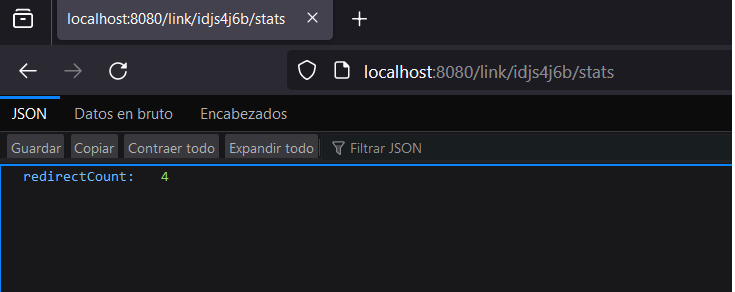 localhost:8080/link/idjs4j6b/stats
localhost:8080/link/idjs4j6b/stats
JSON Datos en bruto Encabezados
Guardar Copiar Contraer todo Expandir todo Filtrar JSON
redirectCount: 4